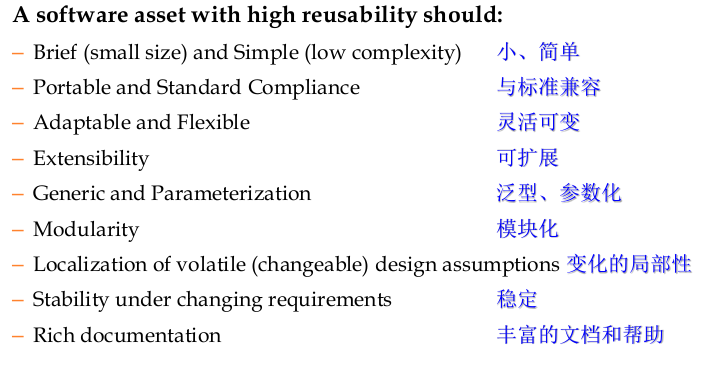 A software asset with high reusability should:
– Brief (small size) and Simple (low complexity) 小、简单
– Portable and Standard Compliance 与标准兼容
– Adaptable and Flexible 灵活可变
– Extensibility 可扩展
– Generic and Parameterization 泛型、参数化
– Modularity 模块化
– Localization of volatile (changeable) design assumptions 变化的局部性
– Stability under changing requirements 稳定
– Rich documentation 丰富的文档和帮助